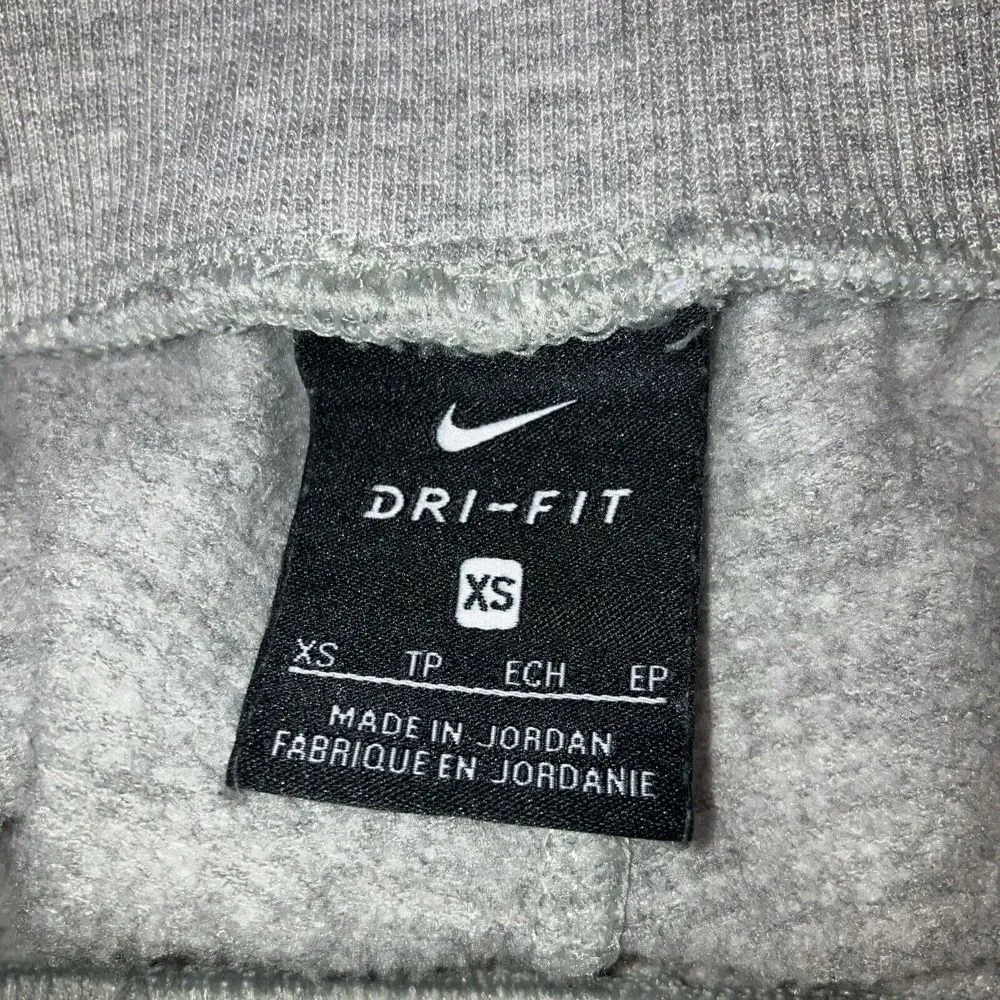 DRI-FIT
XS
XS TP ECH EP
MADE IN JORDAN
FABRIQUE EN JORDANIE